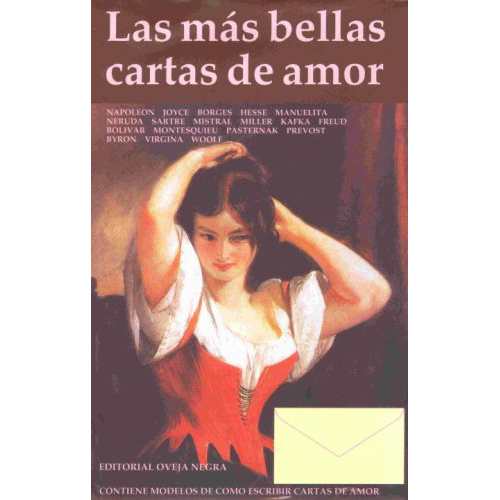 Las más bellas
cartas de amor
NAPOLEON JOYCE BORGES HESSE MANUELITA
NERUDA SARTRE MISTRAL MILLER KAFKA FREUD
BOLIVAR MONTESQUIEU PASTERNAK PREVOST
BYRON VIRGINA WOOLF
EDITORIAL OVEJA NEGRA
CONTIENE MODELOS DE COMO ESCRIBIR CARTAS DE AMOR